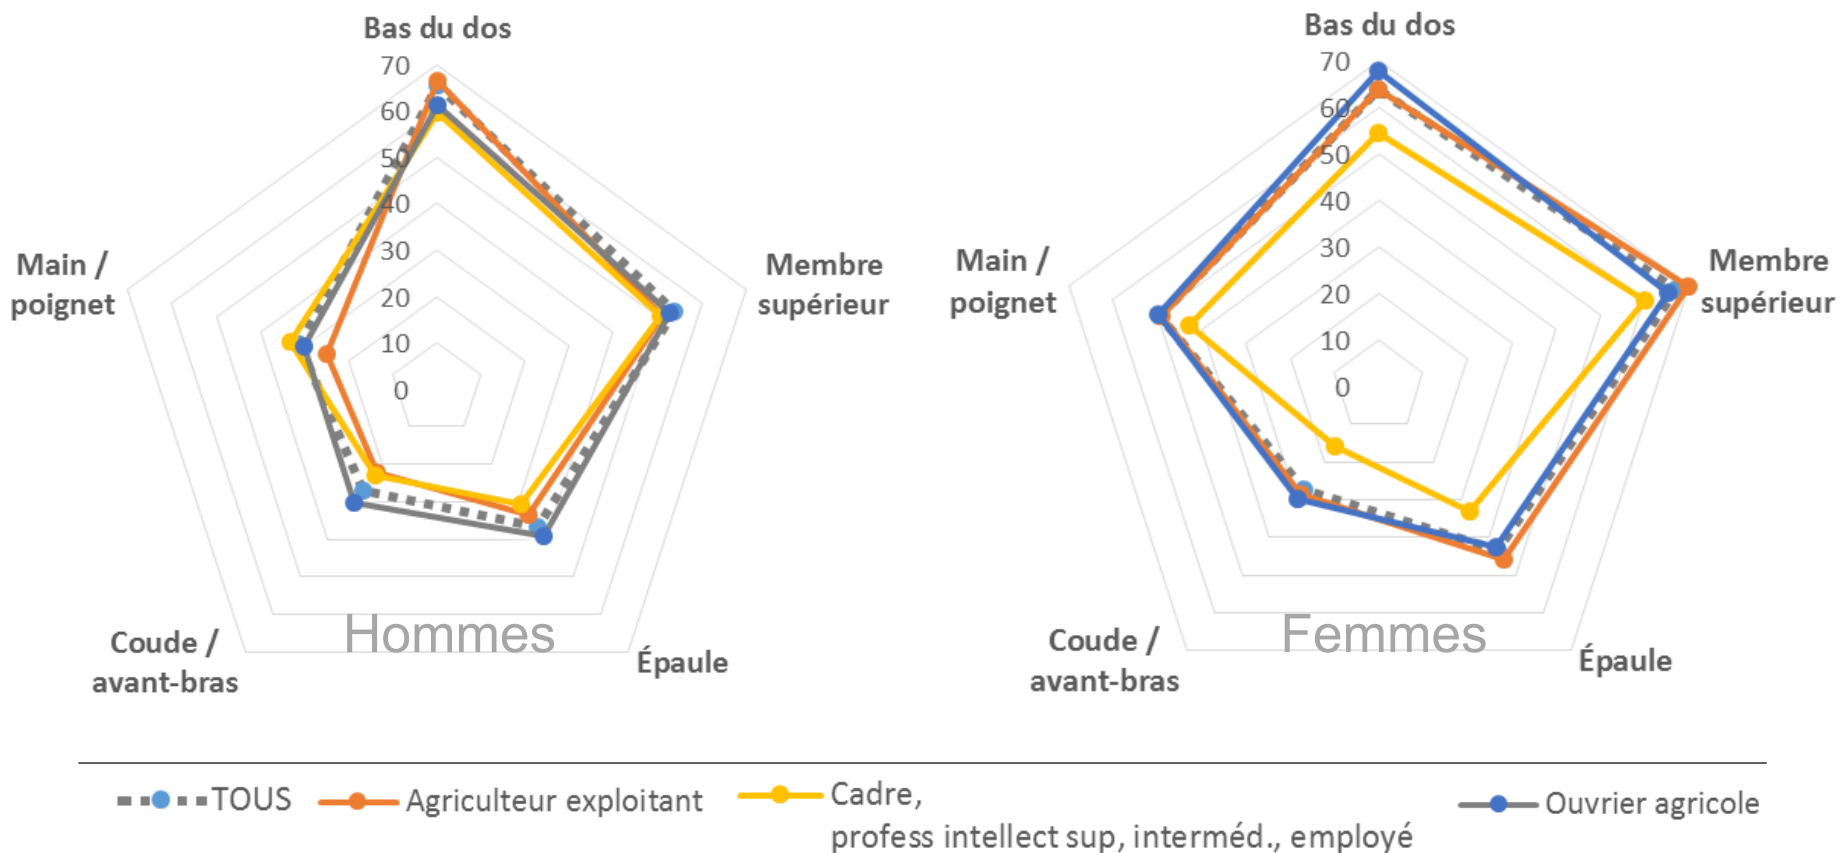 Bas du dos
70
60
50
40
30
20
10
0
Main /
poignet
Membre
supérieur
Coude /
avant-bras
Épaule
Hommes
Bas du dos
70
60
50
40
30
20
10
0
Main /
poignet
Membre
supérieur
Coude /
avant-bras
Épaule
Femmes
TOUS
Agriculteur exploitant
Cadre,
profess intellect sup, interméd., employé
Ouvrier agricole